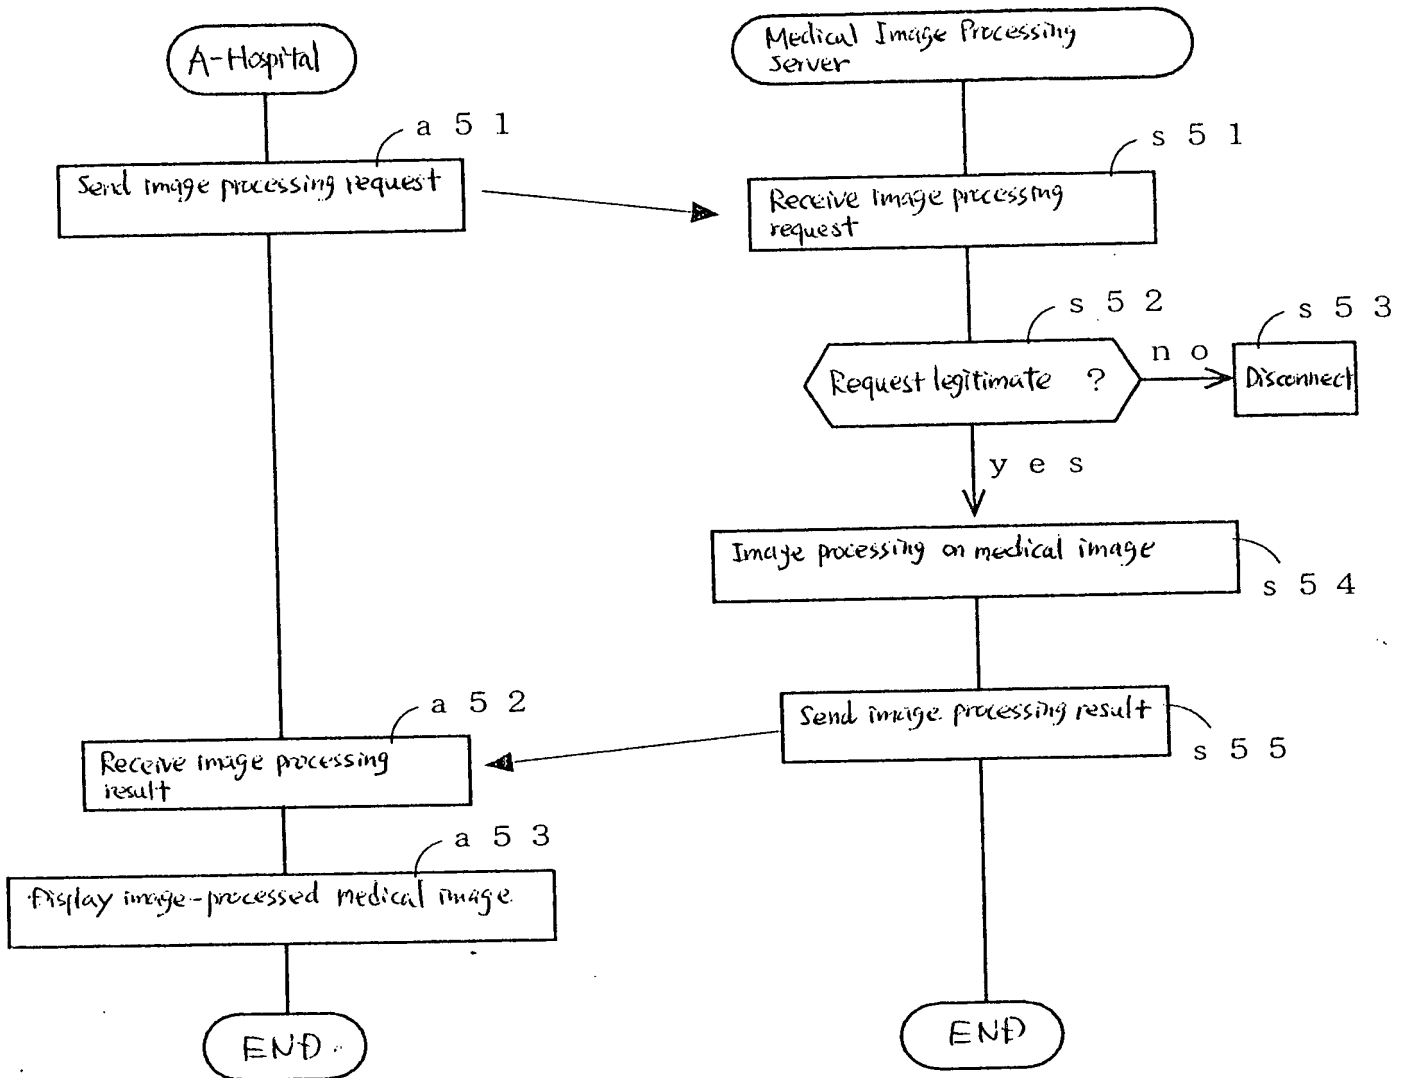 A-Hospital
Medical Image Processing
Server
a 5 1
s 5 1
Send image processing request
Receive image processing
request
s 5 2
s 5 3
Request legitimate ?
n o
Disconnect
y e s
Image processing on medical image
s 5 4
a 5 2
Send image processing result
s 5 5
Receive image processing
result
a 5 3
Display image-processed medical image
END
END